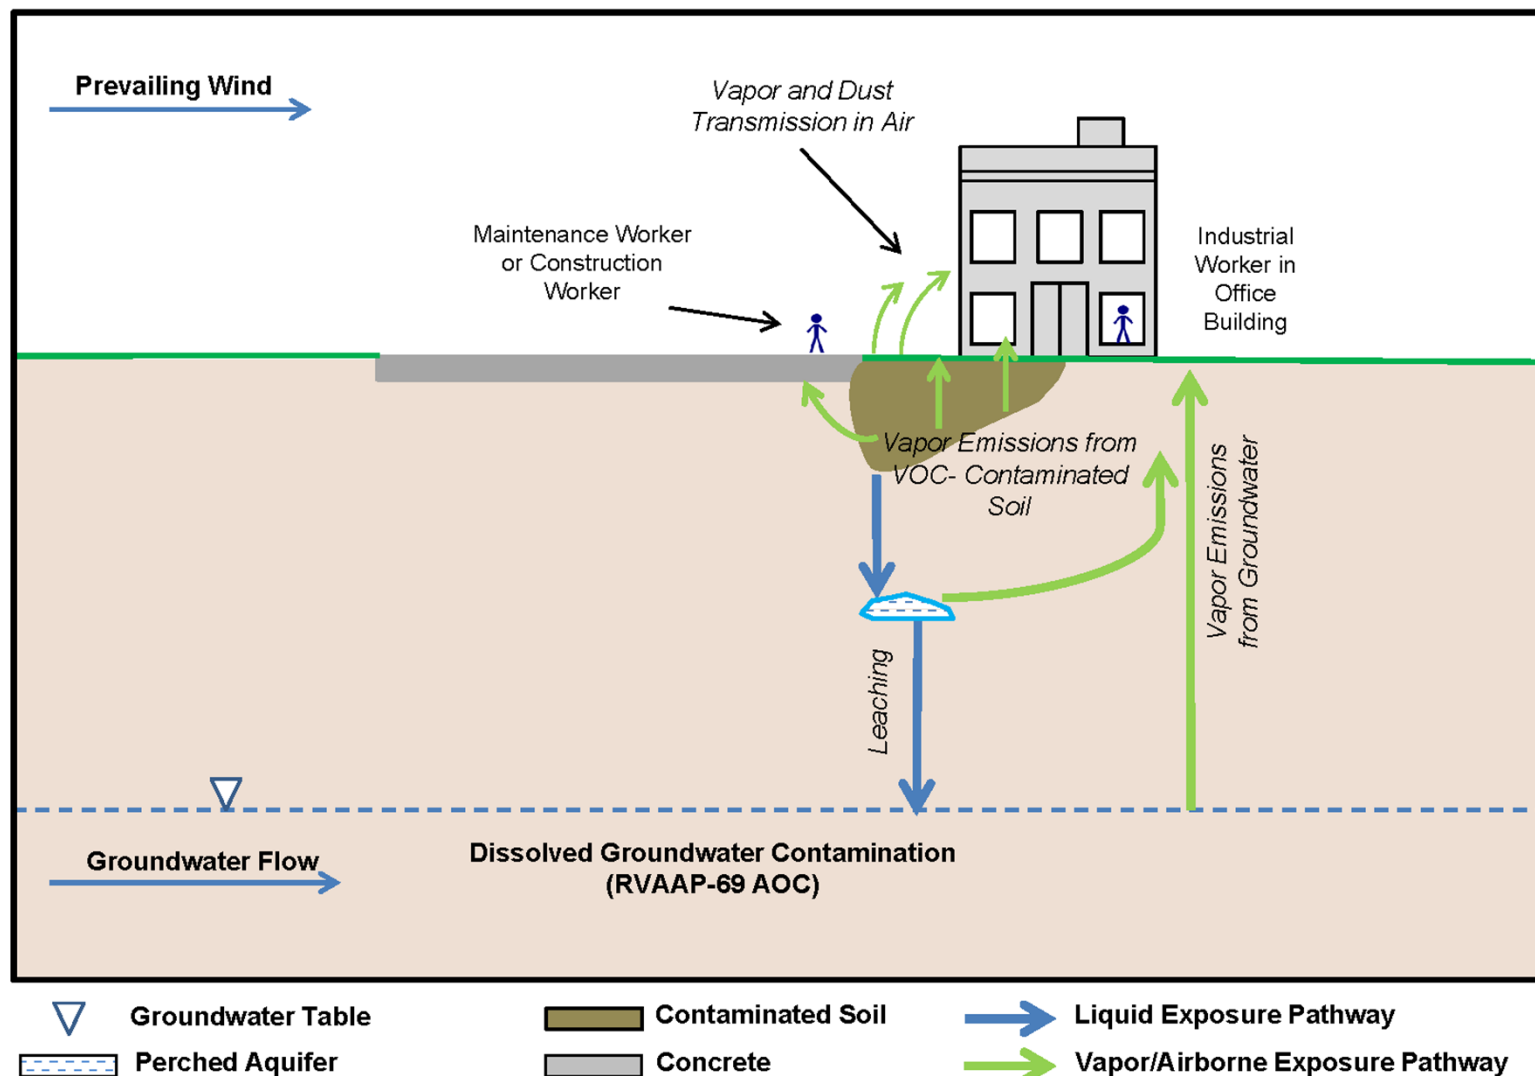 Prevailing Wind
Vapor and Dust
Transmission in Air
Maintenance Worker
or Construction
Worker
Industrial
Worker in
Office
Building
Vapor Emissions from
VOC- Contaminated
Soil
Vapor Emissions
from Groundwater
Leaching
Groundwater Flow
Dissolved Groundwater Contamination
(RVAAP-69 AOC)
Groundwater Table
Contaminated Soil
Liquid Exposure Pathway
Perched Aquifer
Concrete
Vapor/Airborne Exposure Pathway